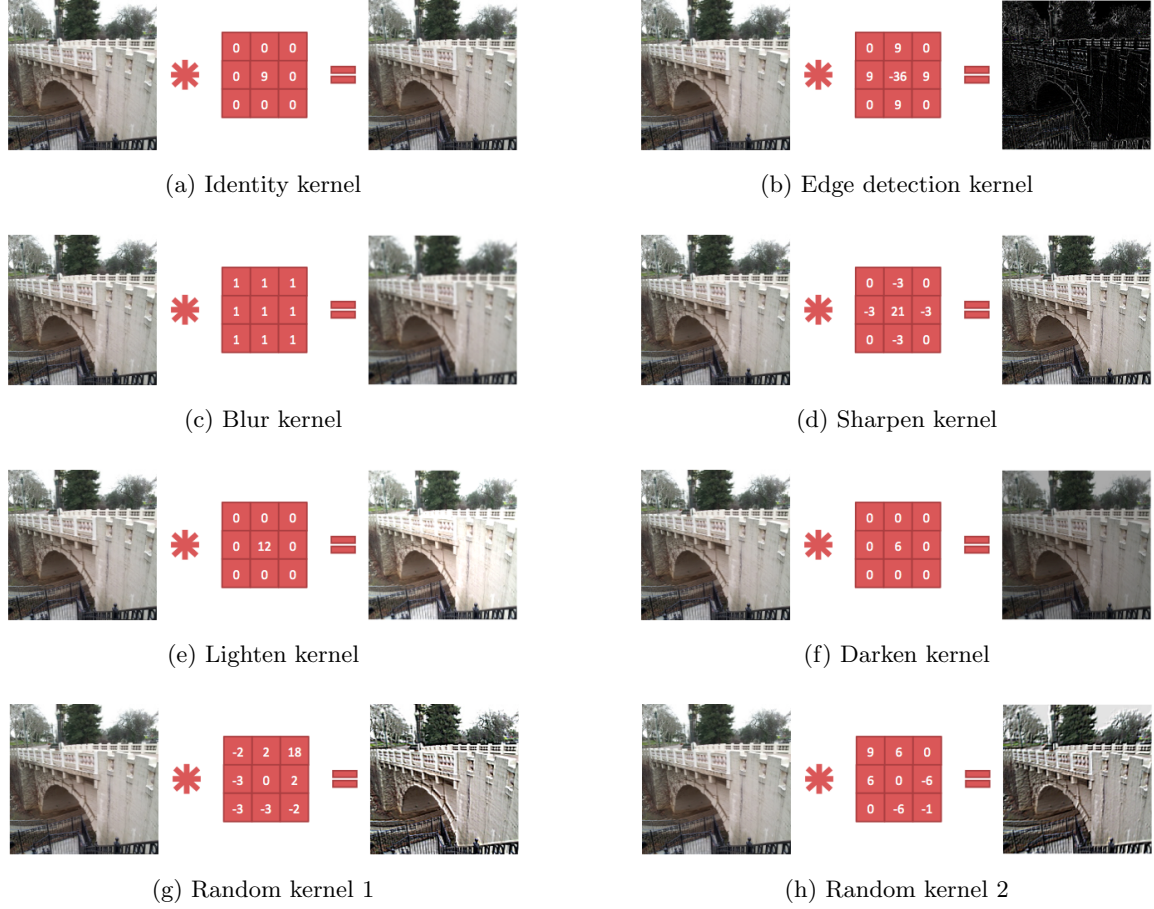 0 0 0
0 9 0
0 0 0
(a) Identity kernel
0 9 0
9 -36 9
0 9 0
(b) Edge detection kernel
1 1 1
1 1 1
1 1 1
(c) Blur kernel
0 -3 0
-3 21 -3
0 -3 0
(d) Sharpen kernel
0 0 0
0 12 0
0 0 0
(e) Lighten kernel
0 0 0
0 6 0
0 0 0
(f) Darken kernel
-2 2 18
-3 0 2
-3 -3 -2
(g) Random kernel 1
9 6 0
6 0 -6
0 -6 -1
(h) Random kernel 2